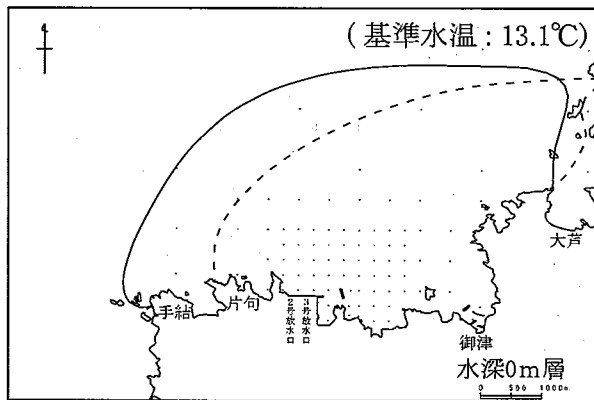 (基準水温：13.1℃)
大芦
手結
片句
2号放水口
3号放水口
御津
水深0m層
0 500 1000m